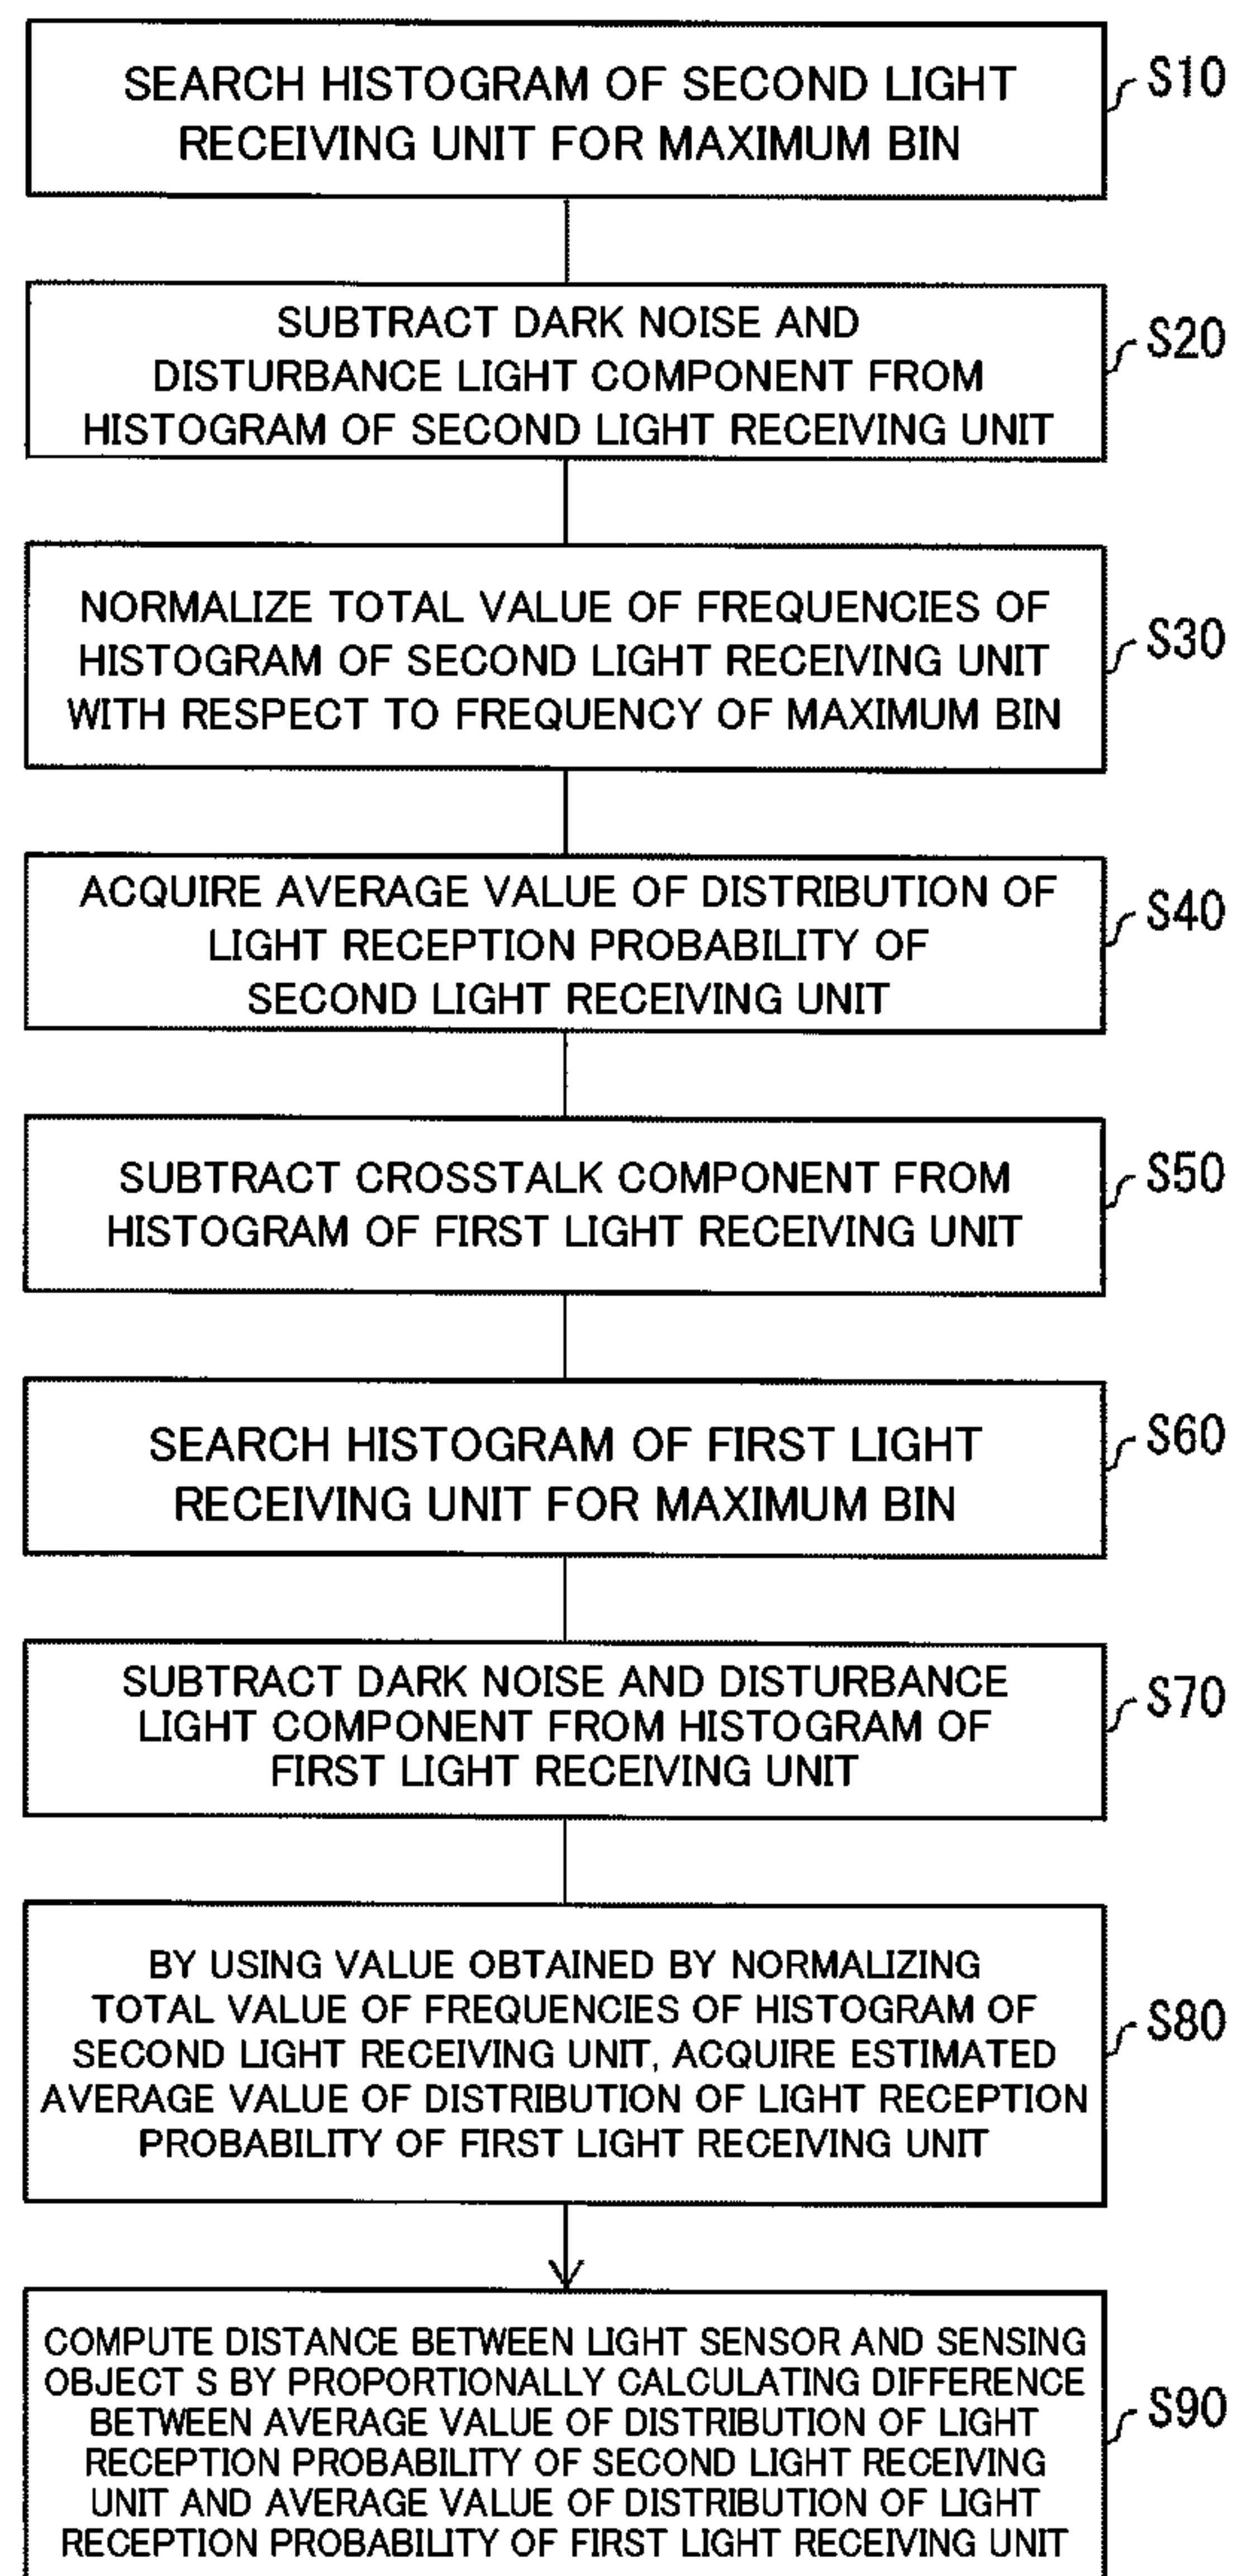 SEARCH HISTOGRAM OF SECOND LIGHT
RECEIVING UNIT FOR MAXIMUM BIN
S10
SUBTRACT DARK NOISE AND
DISTURBANCE LIGHT COMPONENT FROM
HISTOGRAM OF SECOND LIGHT RECEIVING UNIT
S20
NORMALIZE TOTAL VALUE OF FREQUENCIES OF
HISTOGRAM OF SECOND LIGHT RECEIVING UNIT
WITH RESPECT TO FREQUENCY OF MAXIMUM BIN
S30
ACQUIRE AVERAGE VALUE OF DISTRIBUTION OF
LIGHT RECEPTION PROBABILITY OF
SECOND LIGHT RECEIVING UNIT
S40
SUBTRACT CROSSTALK COMPONENT FROM
HISTOGRAM OF FIRST LIGHT RECEIVING UNIT
S50
SEARCH HISTOGRAM OF FIRST LIGHT
RECEIVING UNIT FOR MAXIMUM BIN
S60
SUBTRACT DARK NOISE AND DISTURBANCE
LIGHT COMPONENT FROM HISTOGRAM OF
FIRST LIGHT RECEIVING UNIT
S70
BY USING VALUE OBTAINED BY NORMALIZING
TOTAL VALUE OF FREQUENCIES OF HISTOGRAM OF
SECOND LIGHT RECEIVING UNIT, ACQUIRE ESTIMATED
AVERAGE VALUE OF DISTRIBUTION OF LIGHT RECEPTION
PROBABILITY OF FIRST LIGHT RECEIVING UNIT
S80
COMPUTE DISTANCE BETWEEN LIGHT SENSOR AND SENSING
OBJECT S BY PROPORTIONALLY CALCULATING DIFFERENCE
BETWEEN AVERAGE VALUE OF DISTRIBUTION OF LIGHT
RECEPTION PROBABILITY OF SECOND LIGHT RECEIVING
UNIT AND AVERAGE VALUE OF DISTRIBUTION OF LIGHT
RECEPTION PROBABILITY OF FIRST LIGHT RECEIVING UNIT
S90